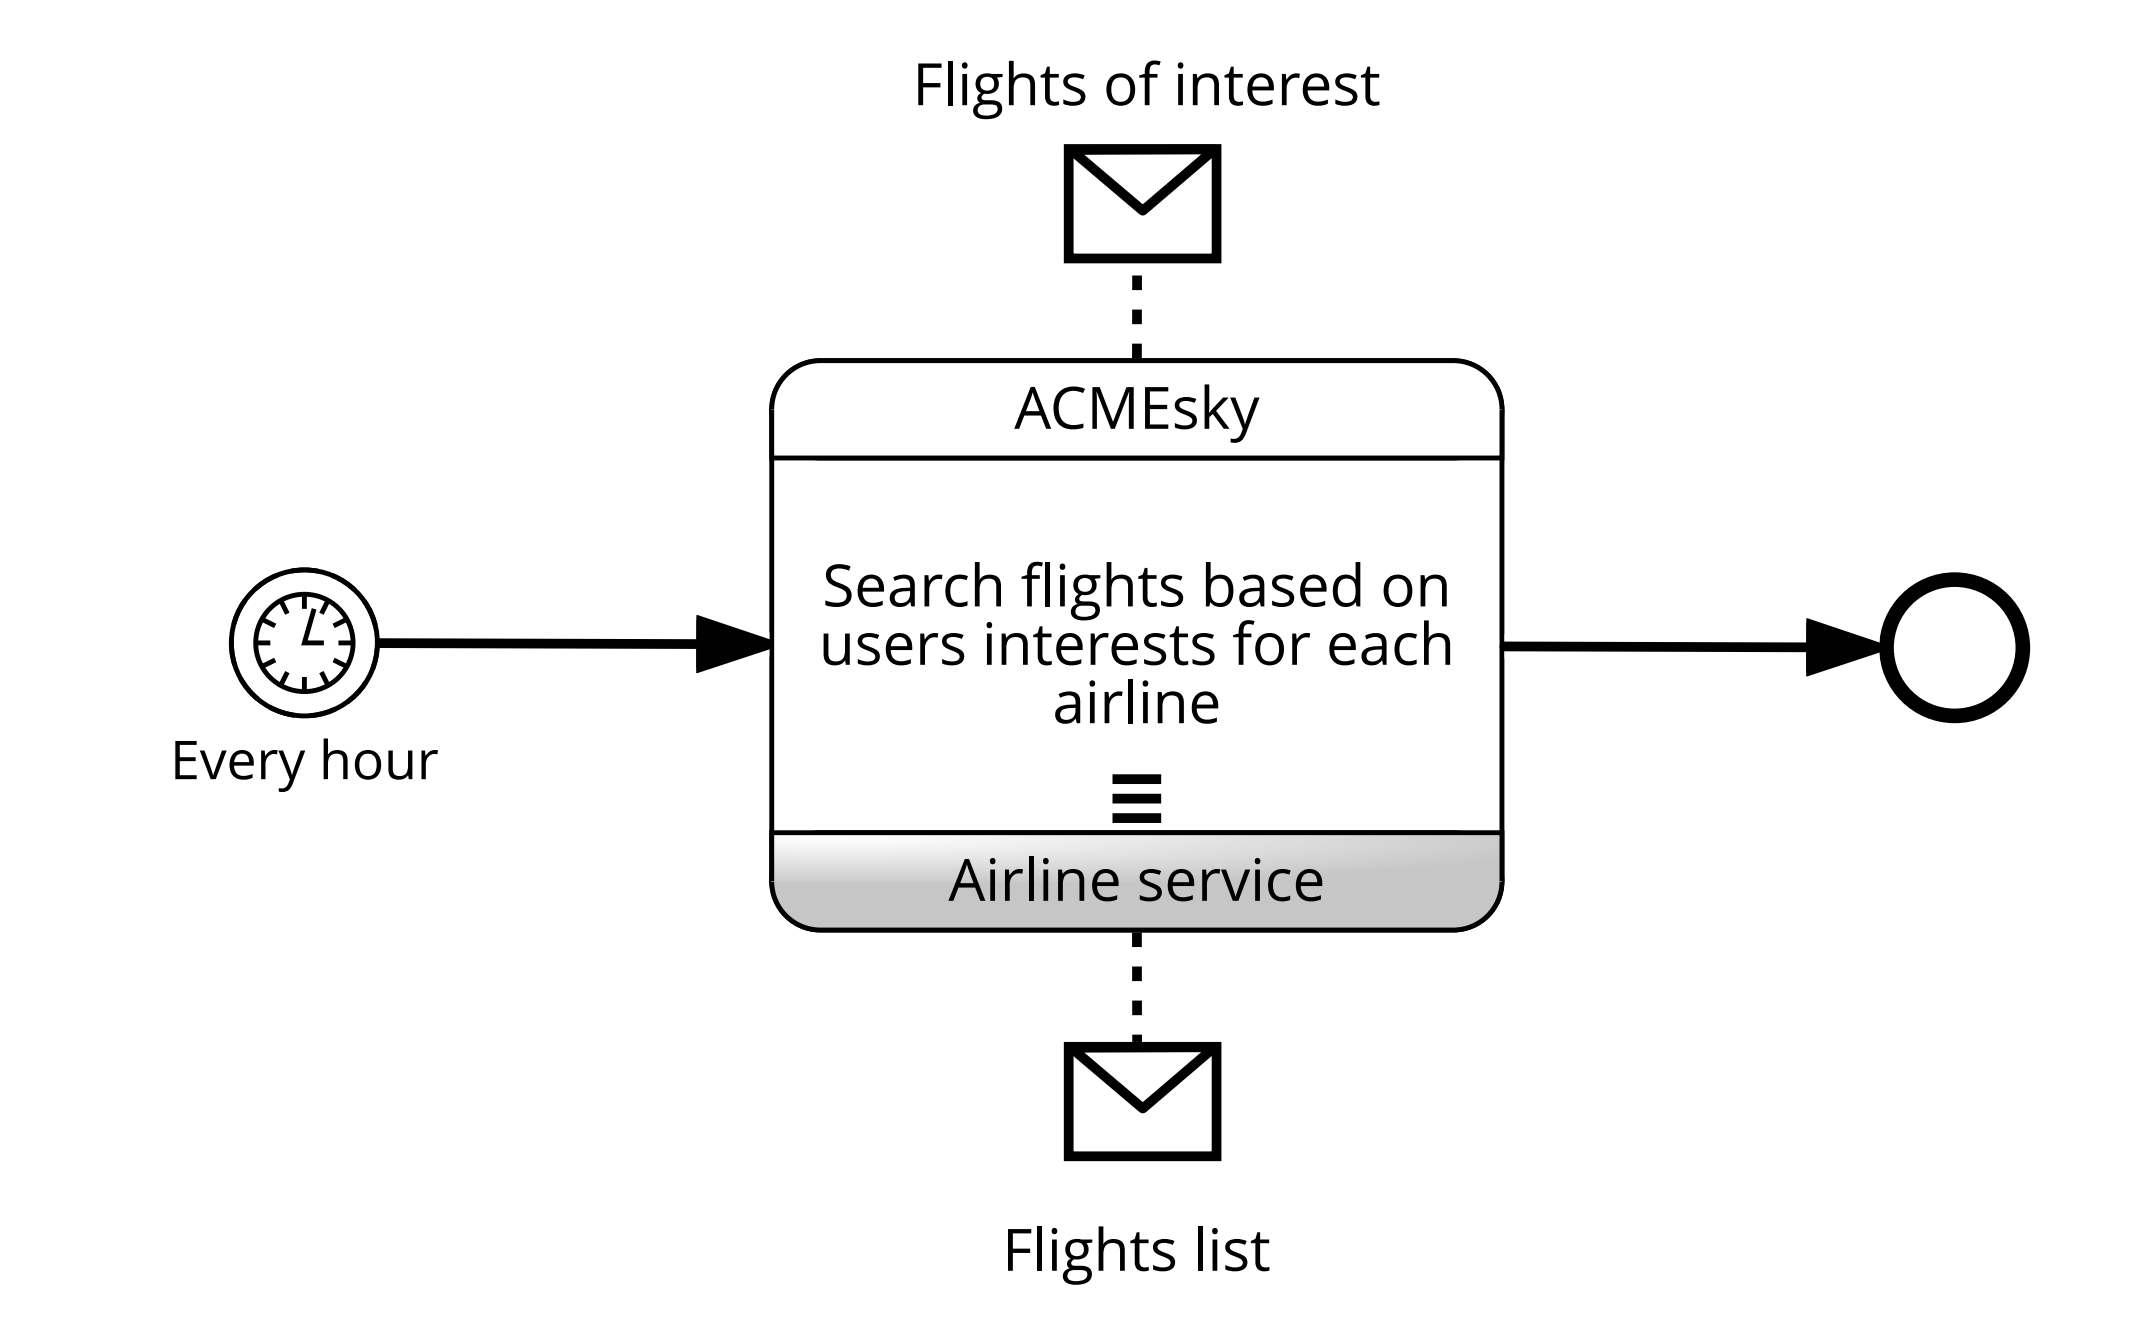 Flights of interest
ACMEsky
Search flights based on
users interests for each
airline
Every hour
Airline service
Flights list